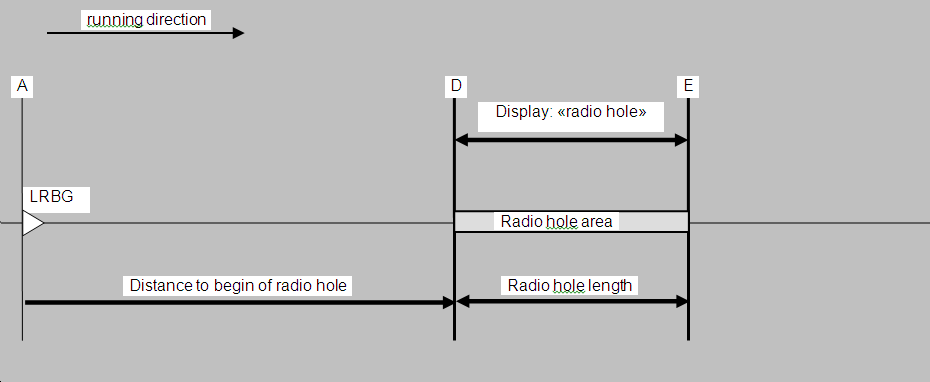 running direction
A
D
E
Display: «radio hole»
LRBG
Radio hole area
Distance to begin of radio hole
Radio hole length